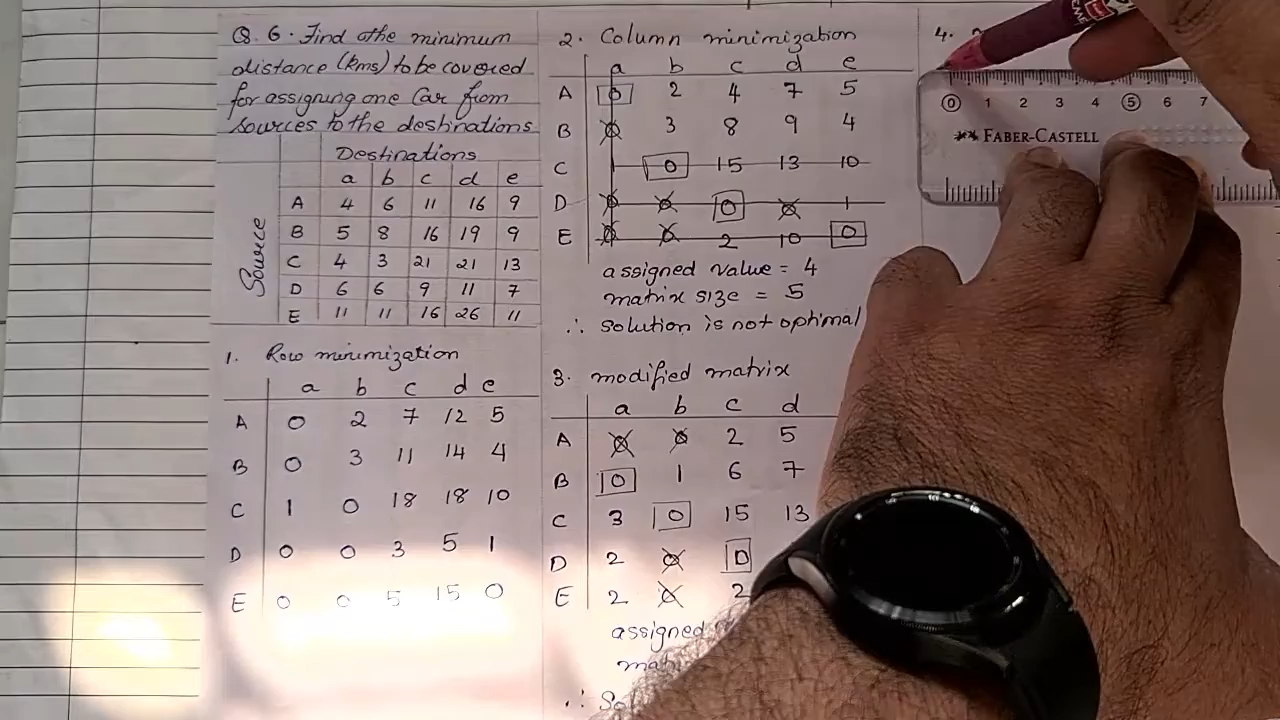 Q. 6. Find the minimum
distance (kms) to be covered
for assigning one Car from
sources to the destinations
Destinations
a b c d e
Source
A 4 6 11 16 9
B 5 8 16 19 9
C 4 3 21 21 13
D 6 6 9 11 7
E 11 11 16 26 11
1. Row minimization
a b c d e
A 0 2 7 12 5
B 0 3 11 14 4
C 1 0 18 18 10
D 0 0 3 5 1
E 0 0 5 15 0
2. Column minimization
a b c d e
A 0 2 4 7 5
B 0 3 8 9 4
C 0 15 13 10
D 0 0 0 0 1
E 0 0 2 10 0
assigned value = 4
matrix size = 5
∴ solution is not optimal
3. modified matrix
a b c d
A 0 0 2 5
B 0 1 6 7
C 3 0 15 13
D 2 0 0
E 2 0 2
assigned
4.
0 1 2 3 4 5 6 7
FABER-CASTELL